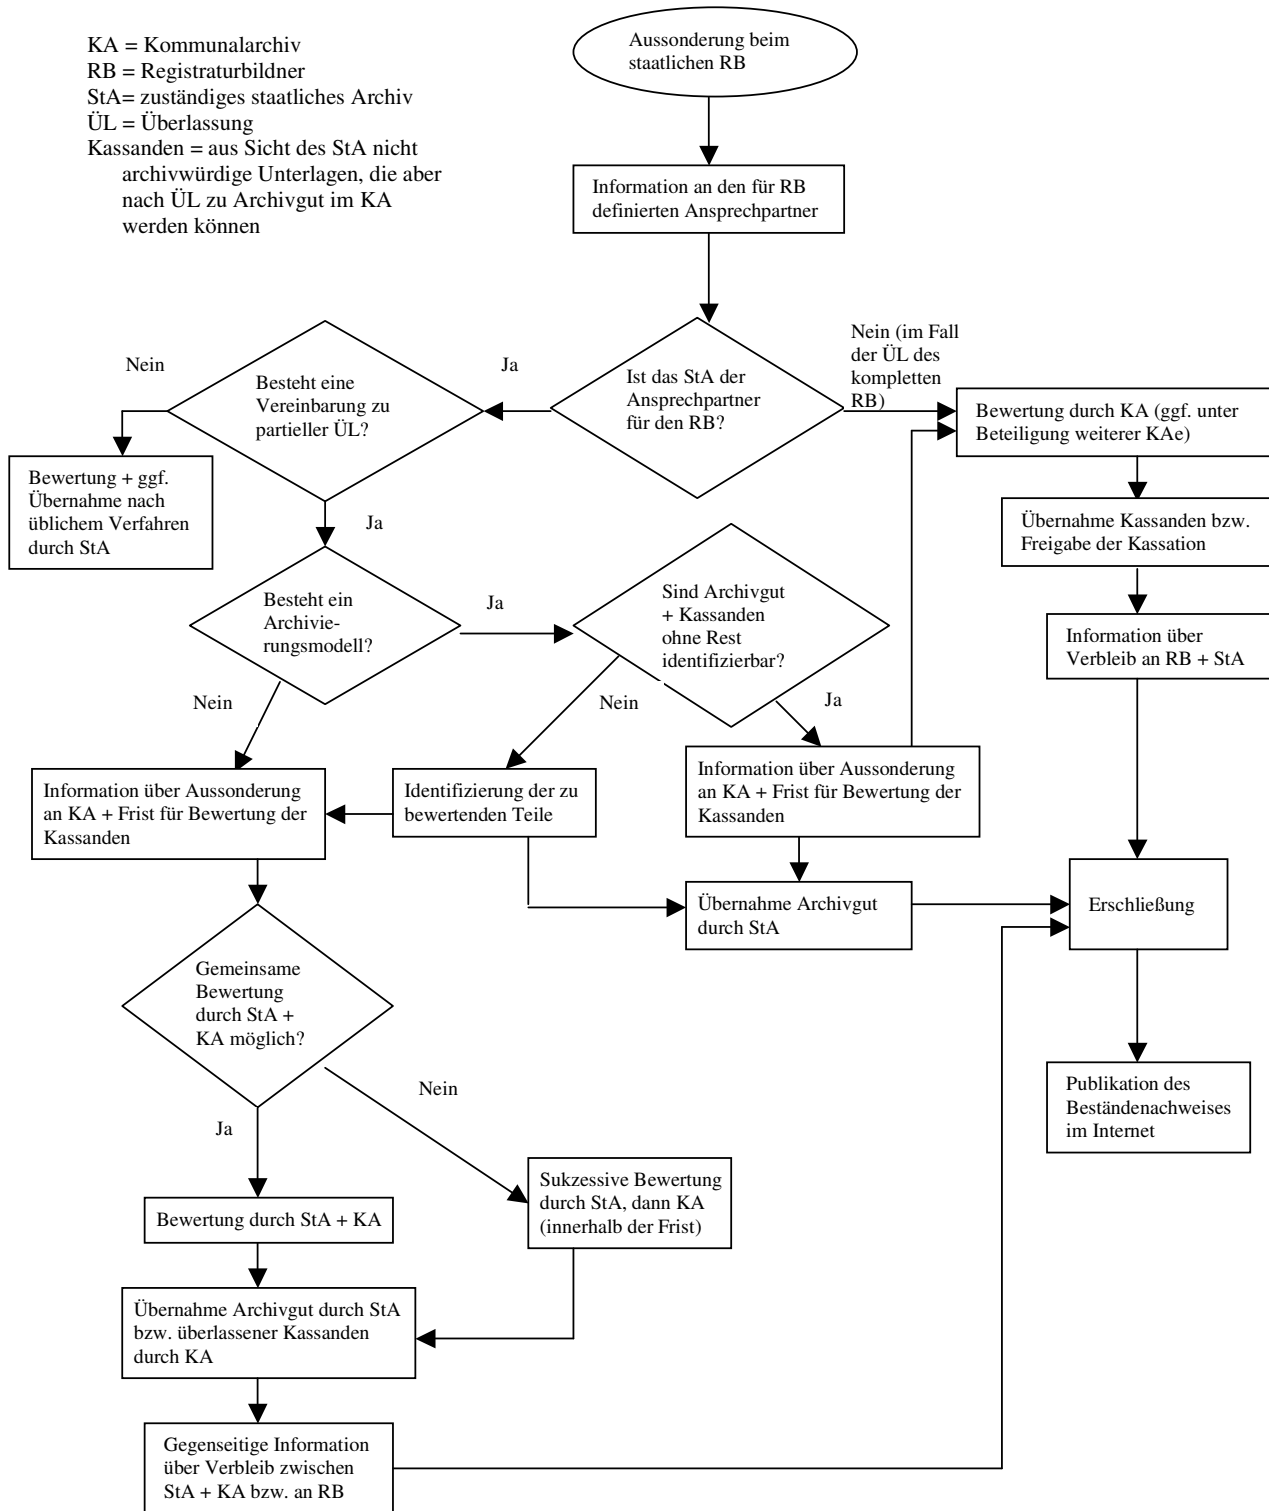 KA = Kommunalarchiv
RB = Registraturbildner
StA= zuständiges staatliches Archiv
ÜL = Überlassung
Kassanden = aus Sicht des StA nicht
archivwürdige Unterlagen, die aber
nach ÜL zu Archivgut im KA
werden können
Aussonderung beim
staatlichen RB
Information an den für RB
definierten Ansprechpartner
Ist das StA der
Ansprechpartner
für den RB?
Nein (im Fall
der ÜL des
kompletten
RB)
Ja
Besteht eine
Vereinbarung zu
partieller ÜL?
Nein
Bewertung + ggf.
Übernahme nach
üblichem Verfahren
durch StA
Ja
Bewertung durch KA (ggf. unter
Beteiligung weiterer KAe)
Übernahme Kassanden bzw.
Freigabe der Kassation
Information über
Verbleib an RB + StA
Besteht ein
Archivie-
rungsmodell?
Ja
Sind Archivgut
+ Kassanden
ohne Rest
identifizierbar?
Nein
Nein
Ja
Information über Aussonderung
an KA + Frist für Bewertung der
Kassanden
Identifizierung der zu
bewertenden Teile
Information über Aussonderung
an KA + Frist für Bewertung der
Kassanden
Übernahme Archivgut
durch StA
Erschließung
Gemeinsame
Bewertung
durch StA +
KA möglich?
Nein
Ja
Publikation des
Beständenachweises
im Internet
Sukzessive Bewertung
durch StA, dann KA
(innerhalb der Frist)
Bewertung durch StA + KA
Übernahme Archivgut durch StA
bzw. überlassener Kassanden
durch KA
Gegenseitige Information
über Verbleib zwischen
StA + KA bzw. an RB